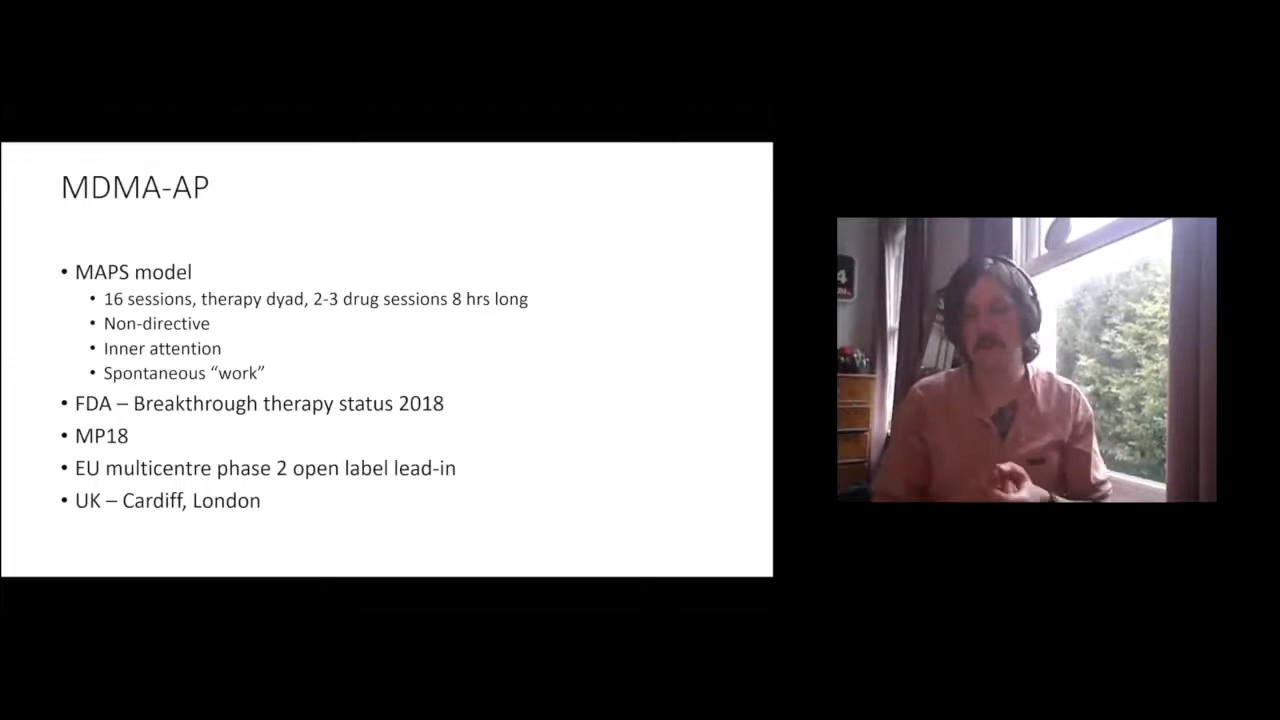 MDMA-AP
• MAPS model
• 16 sessions, therapy dyad, 2-3 drug sessions 8 hrs long
• Non-directive
• Inner attention
• Spontaneous “work”
• FDA – Breakthrough therapy status 2018
• MP18
• EU multicentre phase 2 open label lead-in
• UK – Cardiff, London
4